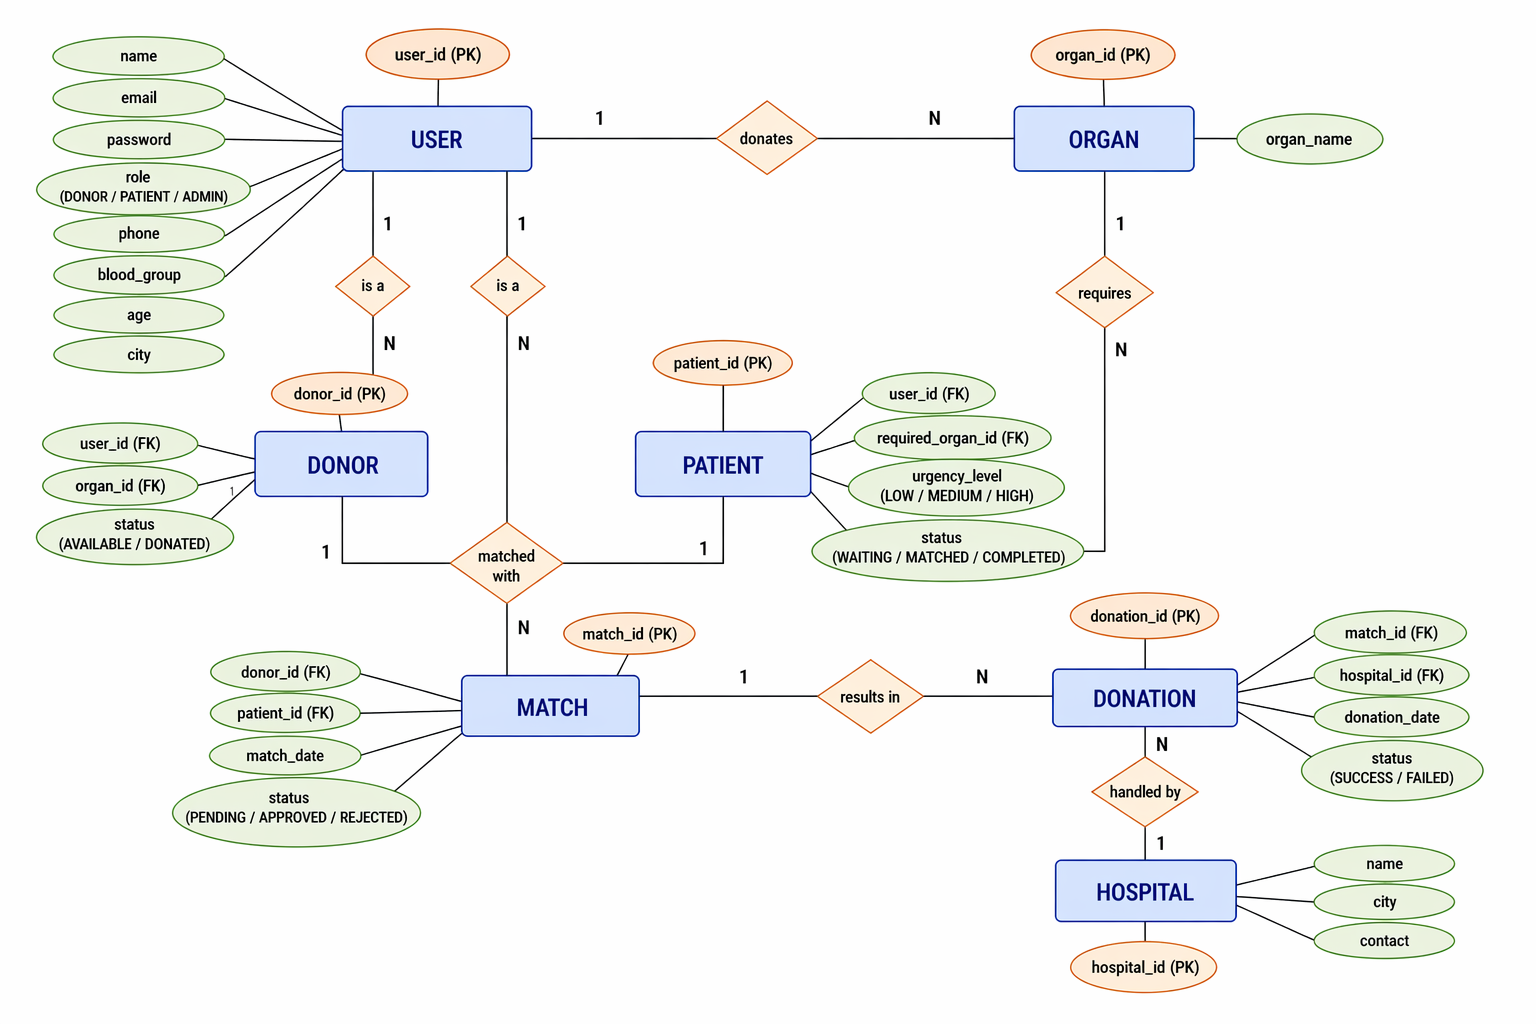 name
email
password
role
(DONOR / PATIENT / ADMIN)
phone
blood_group
age
city
user_id (PK)
USER
1
donates
N
organ_id (PK)
ORGAN
organ_name
1
is a
N
1
is a
N
1
requires
N
donor_id (PK)
DONOR
user_id (FK)
organ_id (FK)
1
status
(AVAILABLE / DONATED)
patient_id (PK)
PATIENT
user_id (FK)
required_organ_id (FK)
urgency_level
(LOW / MEDIUM / HIGH)
status
(WAITING / MATCHED / COMPLETED)
1
matched
with
1
N
match_id (PK)
MATCH
donor_id (FK)
patient_id (FK)
match_date
status
(PENDING / APPROVED / REJECTED)
1
results in
N
donation_id (PK)
DONATION
match_id (FK)
hospital_id (FK)
donation_date
status
(SUCCESS / FAILED)
N
handled by
1
HOSPITAL
name
city
contact
hospital_id (PK)